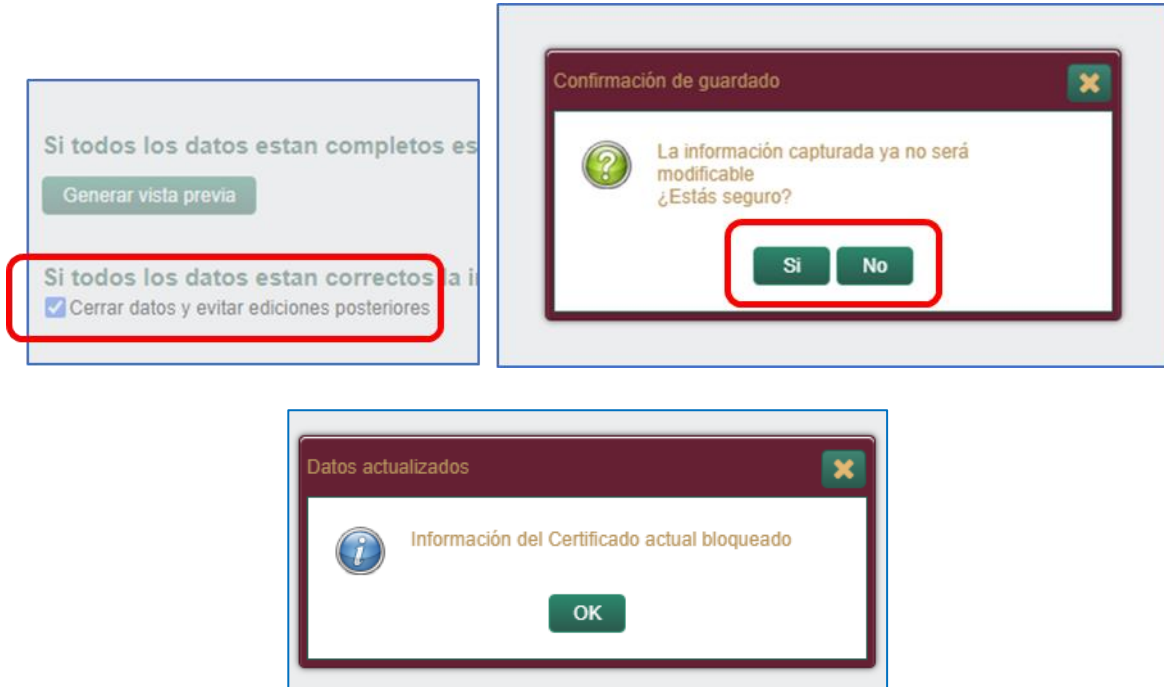 Si todos los datos estan completos es
Generar vista previa
Si todos los datos estan correctos la i
Cerrar datos y evitar ediciones posteriores
Confirmación de guardado
La información capturada ya no será
modificable
¿Estás seguro?
Si No
Datos actualizados
Información del Certificado actual bloqueado
OK